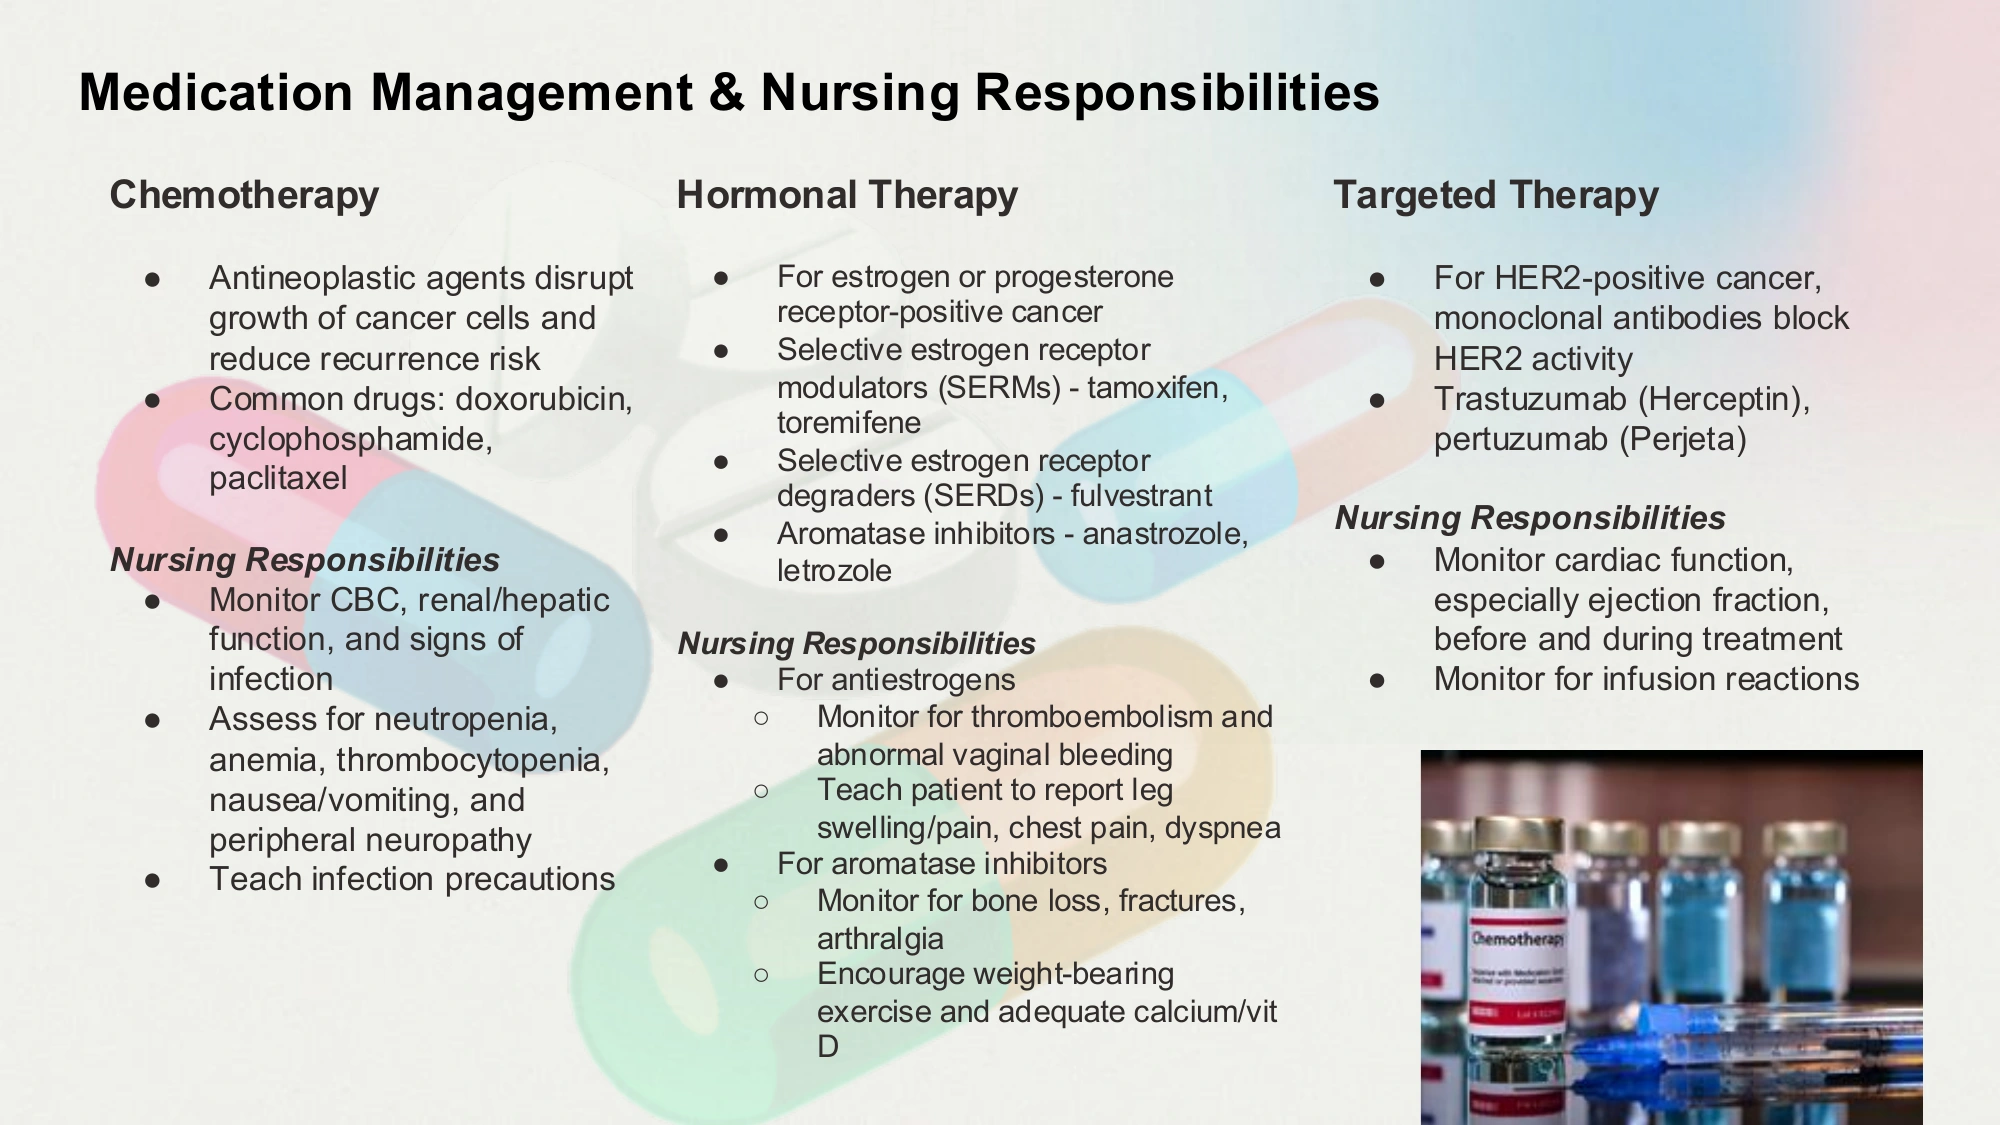 Medication Management & Nursing Responsibilities
Chemotherapy
● Antineoplastic agents disrupt
growth of cancer cells and
reduce recurrence risk
● Common drugs: doxorubicin,
cyclophosphamide,
paclitaxel
Nursing Responsibilities
● Monitor CBC, renal/hepatic
function, and signs of
infection
● Assess for neutropenia,
anemia, thrombocytopenia,
nausea/vomiting, and
peripheral neuropathy
● Teach infection precautions
Hormonal Therapy
● For estrogen or progesterone
receptor-positive cancer
● Selective estrogen receptor
modulators (SERMs) - tamoxifen,
toremifene
● Selective estrogen receptor
degraders (SERDs) - fulvestrant
● Aromatase inhibitors - anastrozole,
letrozole
Nursing Responsibilities
● For antiestrogens
○ Monitor for thromboembolism and
abnormal vaginal bleeding
○ Teach patient to report leg
swelling/pain, chest pain, dyspnea
● For aromatase inhibitors
○ Monitor for bone loss, fractures,
arthralgia
○ Encourage weight-bearing
exercise and adequate calcium/vit
D
Targeted Therapy
● For HER2-positive cancer,
monoclonal antibodies block
HER2 activity
● Trastuzumab (Herceptin),
pertuzumab (Perjeta)
Nursing Responsibilities
● Monitor cardiac function,
especially ejection fraction,
before and during treatment
● Monitor for infusion reactions
Chemotherapy